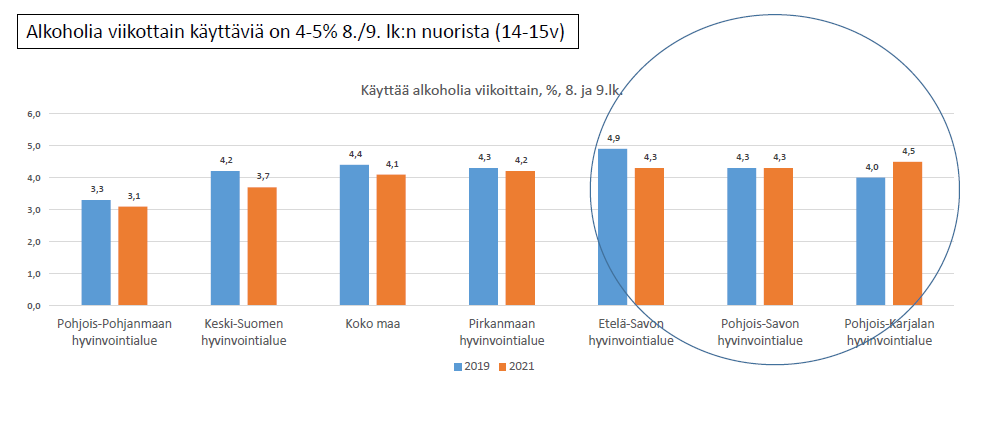 Alkoholia viikottain käyttäviä on 4-5% 8./9. lk:n nuorista (14-15v)
Käyttää alkoholia viikoittain, %, 8. ja 9.lk.
6,0
5,0
4,0
3,0
2,0
1,0
0,0
3,3
3,1
4,2
3,7
4,4
4,1
4,3
4,2
4,9
4,3
4,3
4,3
4,0
4,5
Pohjois-Pohjanmaan
hyvinvointialue
Keski-Suomen
hyvinvointialue
Koko maa
Pirkanmaan
hyvinvointialue
Etelä-Savon
hyvinvointialue
Pohjois-Savon
hyvinvointialue
Pohjois-Karjalan
hyvinvointialue
2019
2021